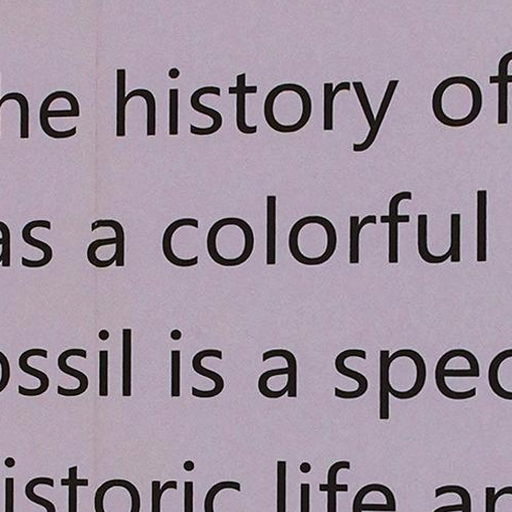 he history of
as a colorful
ossil is a spec
istoric life an